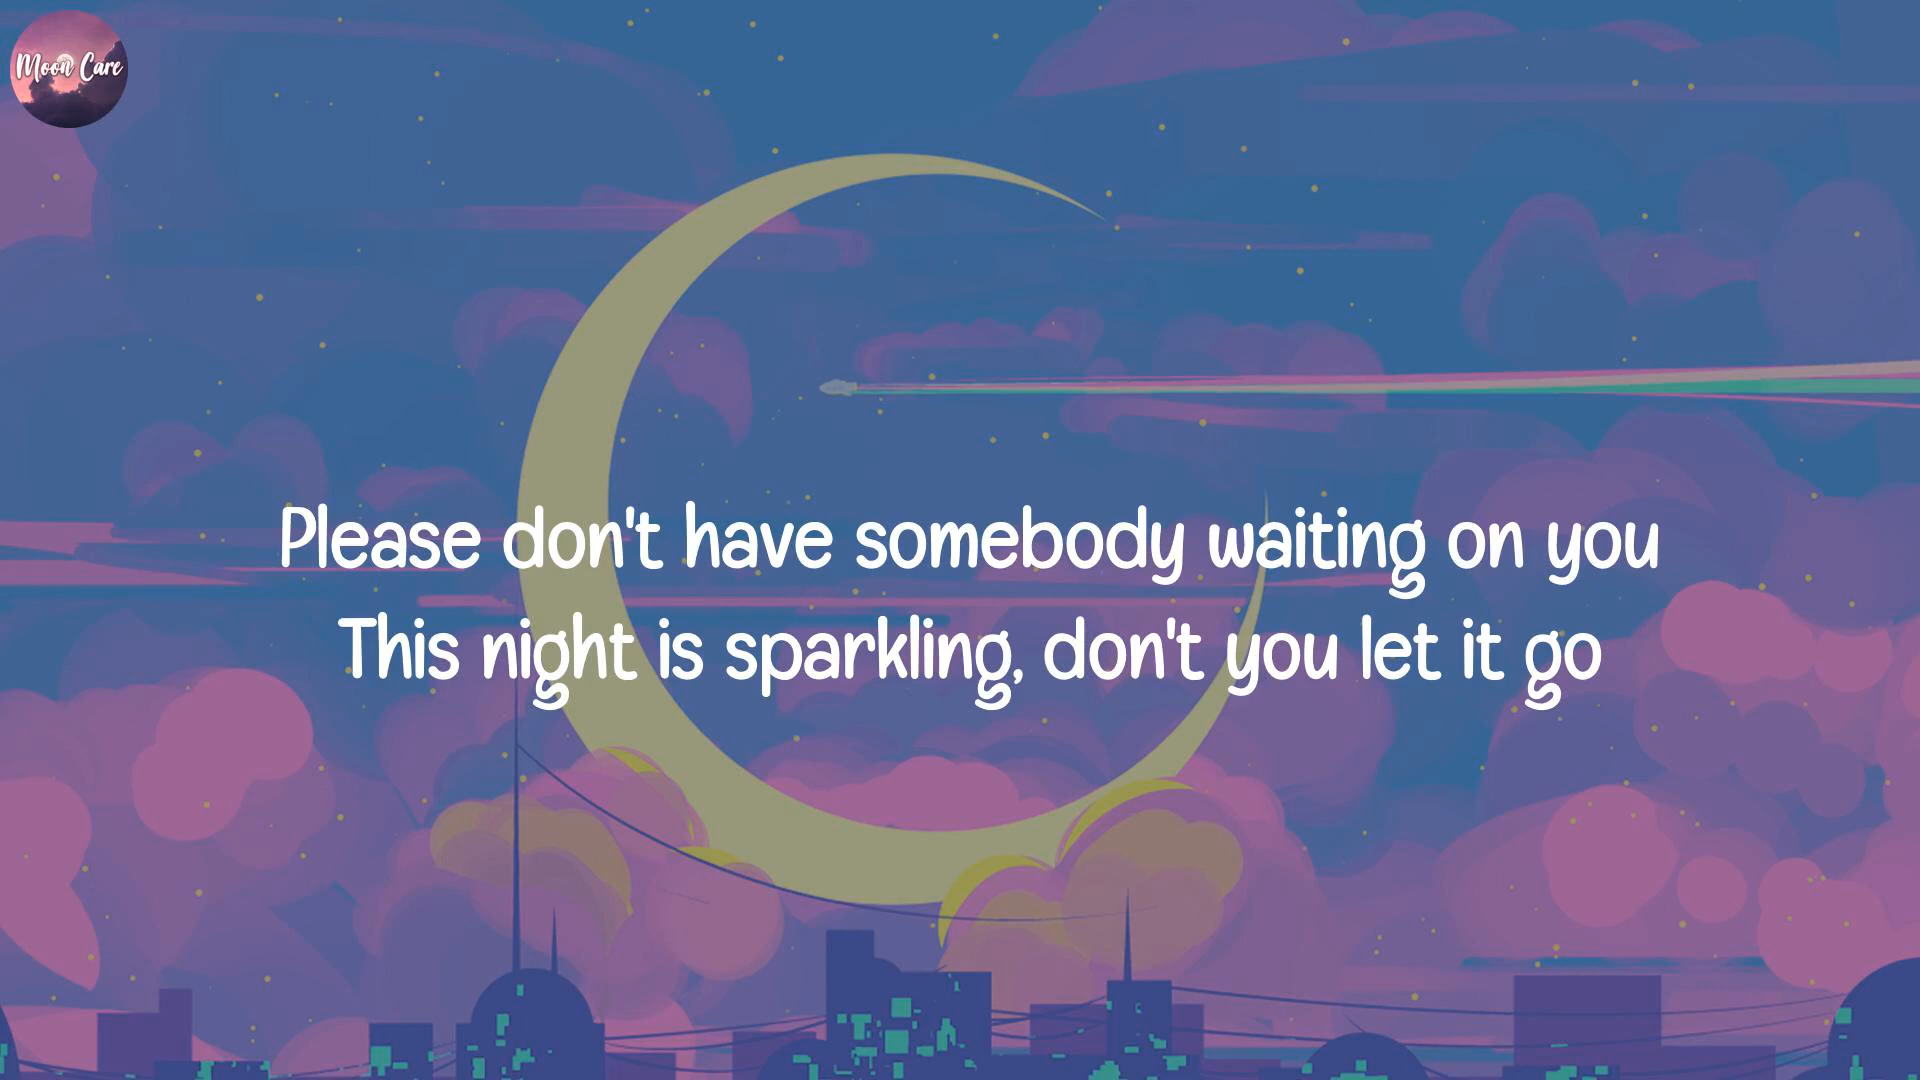 Moon Care
Please don't have somebody waiting on you
This night is sparkling, don't you let it go